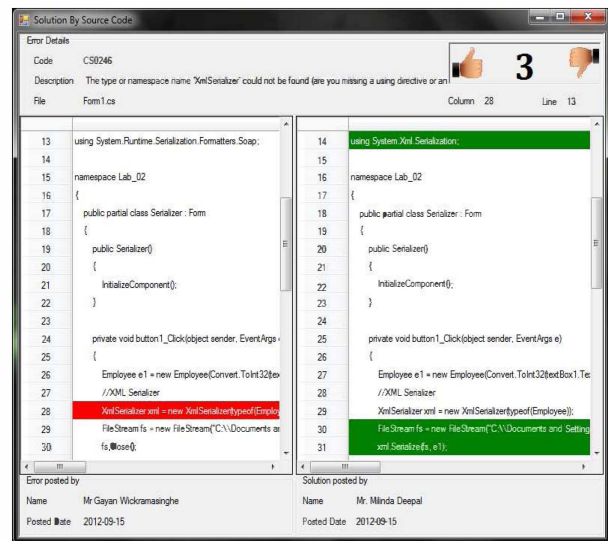 Solution By Source Code
Error Details
Code CS0246
Description The type or namespace name 'XmlSerializer' could not be found (are you missing a using directive or an
3
File Form1.cs
Column 28 Line 13
13 using System.Runtime.Serialization.Formatters.Soap;
14
15 namespace Lab_02
16 {
17 public partial class Serializer : Form
18 {
19 public Serializer()
20 {
21 InitializeComponent();
22 }
23
24 private void button1_Click(object sender, EventArgs
25 {
26 Employee e1 = new Employee(Convert.ToInt32(tex
27 //XML Serializer
28 XmlSerializer xml = new XmlSerializer(typeof(Employ
29 FileStream fs = new FileStream("C:\\Documents ar
30 fs.Close();
14 using System.Xml.Serialization;
15
16 namespace Lab_02
17 {
18 public partial class Serializer : Form
19 {
20 public Serializer()
21 {
22 InitializeComponent();
23 }
24
25 private void button1_Click(object sender, EventArgs e)
26 {
27 Employee e1 = new Employee(Convert.ToInt32(textBox1.Te
28 //XML Serializer
29 XmlSerializer xml = new XmlSerializer(typeof(Employee));
30 FileStream fs = new FileStream("C:\\Documents and Setting
31 xml.Serialize(fs, e1);
Error posted by
Name Mr Gayan Wickramasinghe
Posted Date 2012-09-15
Solution posted by
Name Mr. Milinda Deepal
Posted Date 2012-09-15